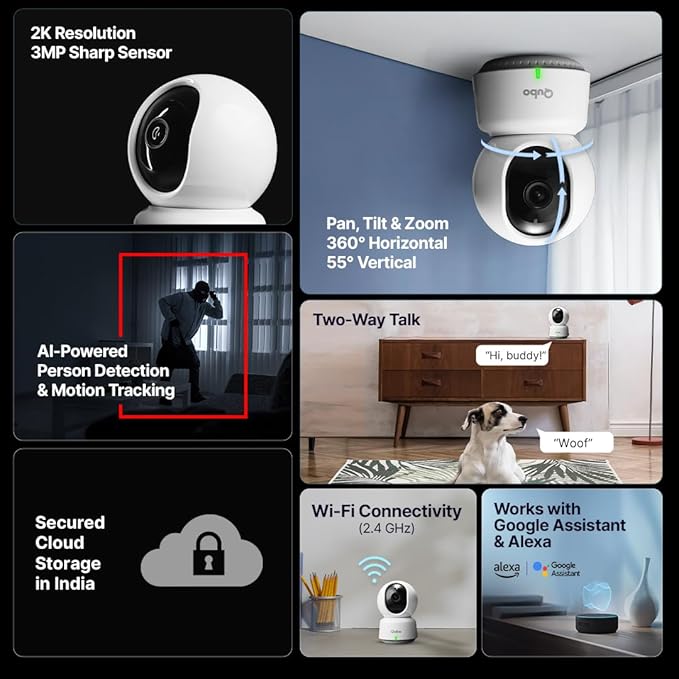 2K Resolution
3MP Sharp Sensor
Qubo
Pan, Tilt & Zoom
360° Horizontal
55° Vertical
AI-Powered
Person Detection
& Motion Tracking
Two-Way Talk
“Hi, buddy!”
“Woof”
Secured
Cloud
Storage
in India
Wi-Fi Connectivity
(2.4 GHz)
Qubo
Works with
Google Assistant
& Alexa
alexa
Google
Assistant